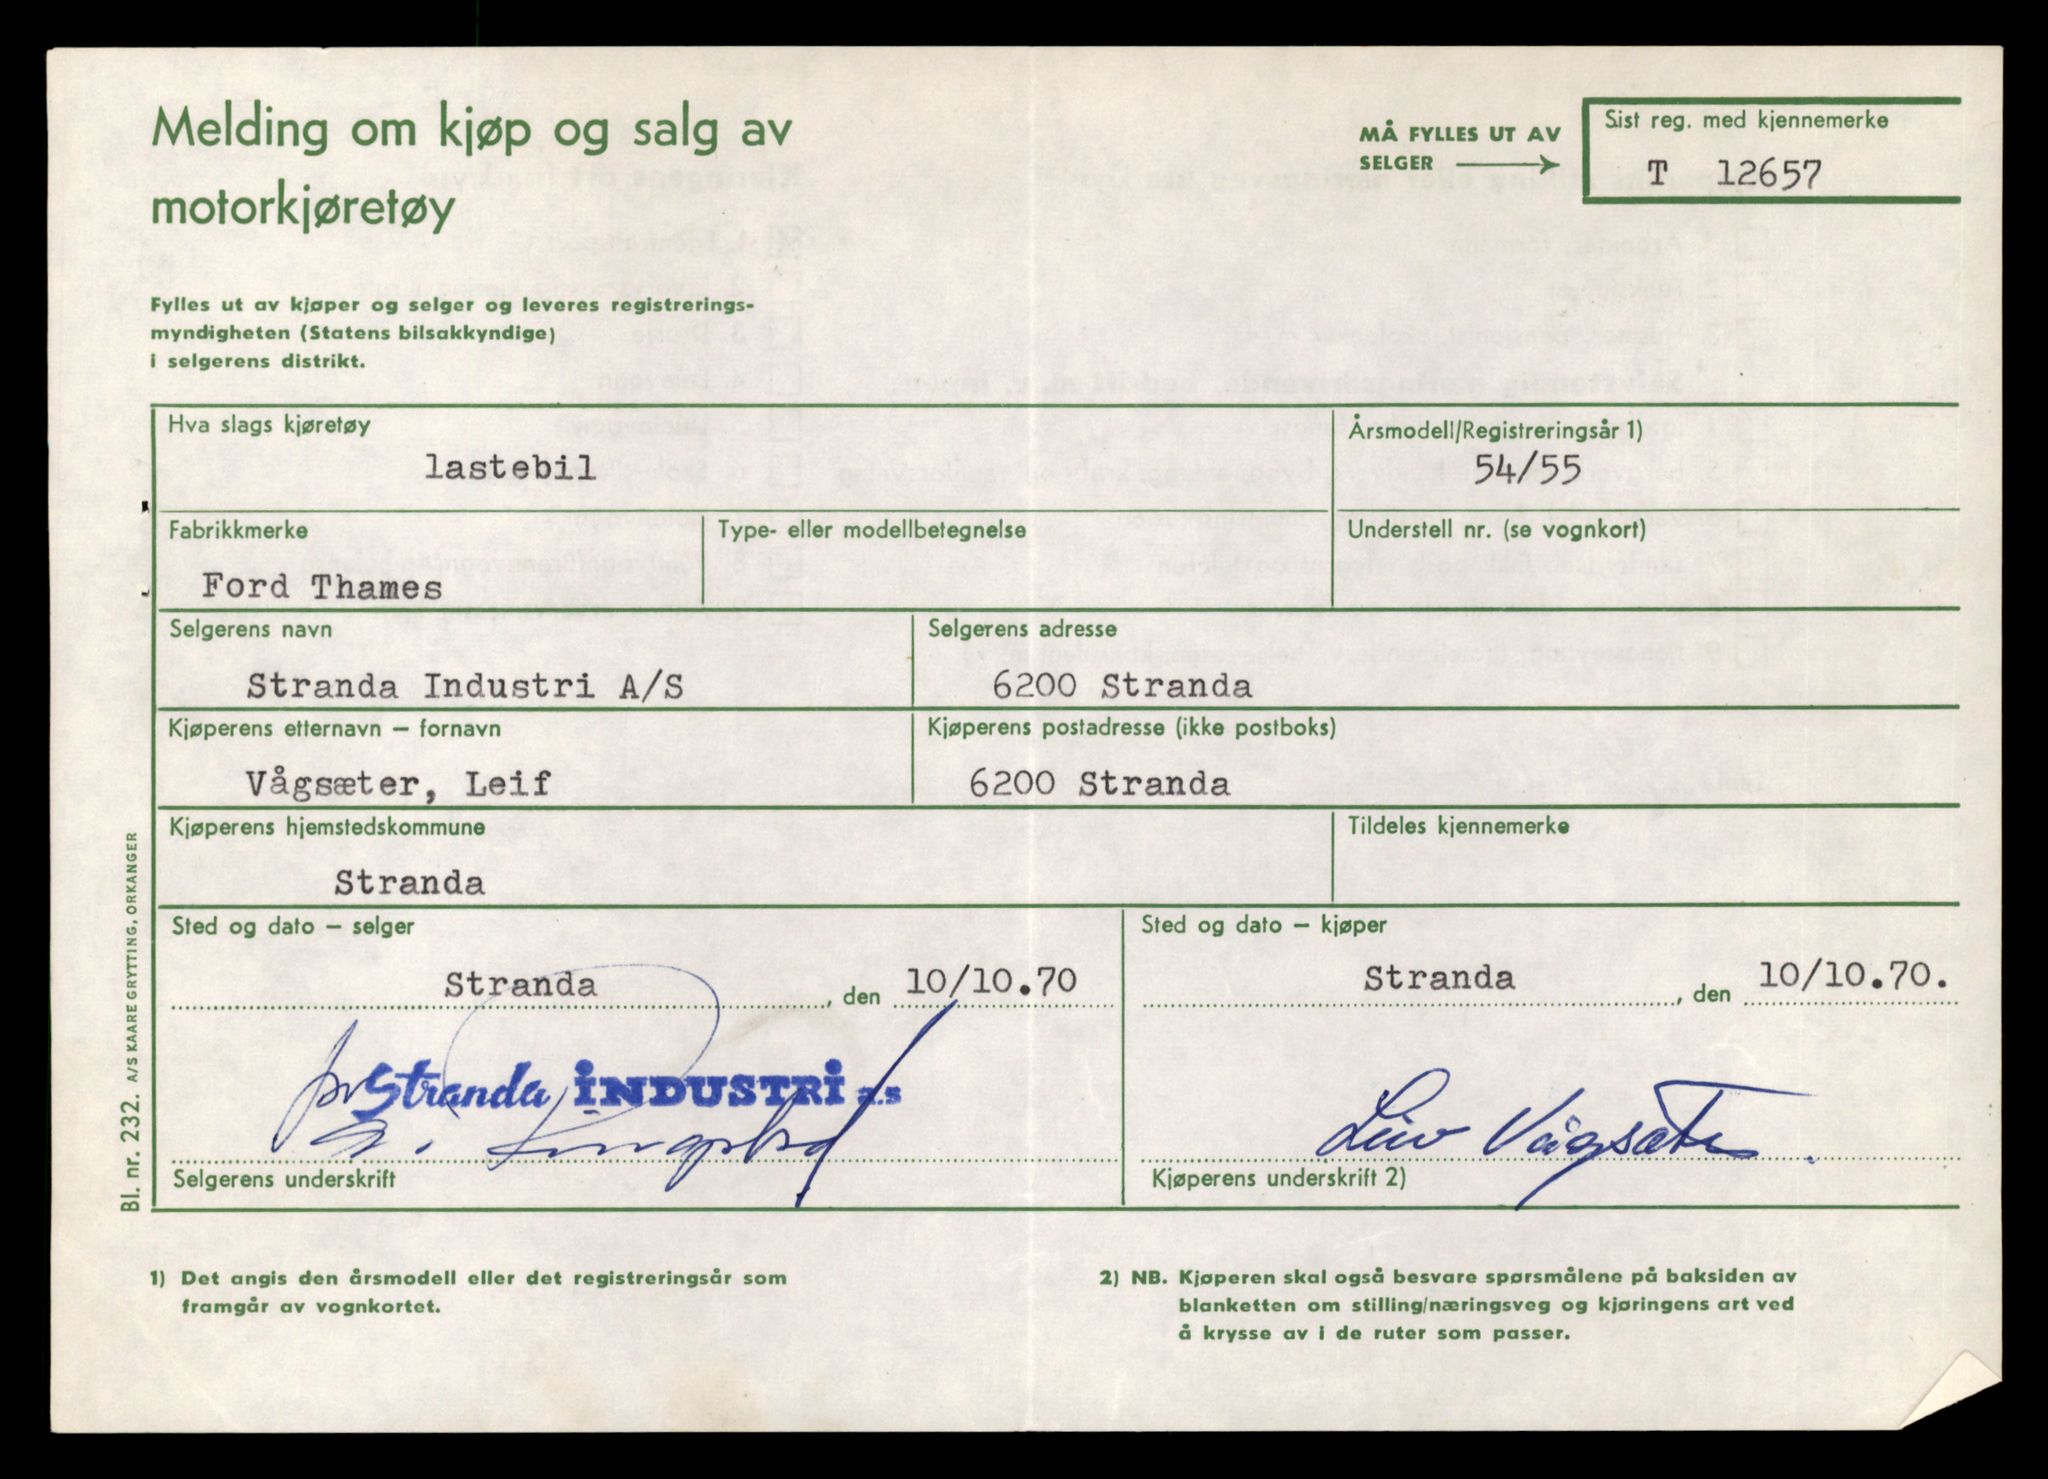 Melding om kjøp og salg av
motorkjøretøy
MÅ FYLLES UT AV
SELGER
Sist reg. med kjennemerke
T 12657
Fylles ut av kjøper og selger og leveres registrerings-
myndigheten (Statens bilsakkyndige)
i selgerens distrikt.
Hva slags kjøretøy
lastebil
Årsmodell/Registreringsår 1)
54/55
Fabrikkmerke
Ford Thames
Type- eller modellbetegnelse
Understell nr. (se vognkort)
Selgerens navn
Stranda Industri A/S
Selgerens adresse
6200 Stranda
Kjøperens etternavn – fornavn
Vågsæter, Leif
Kjøperens postadresse (ikke postboks)
6200 Stranda
Kjøperens hjemstedskommune
Stranda
Tildeles kjennemerke
Sted og dato – selger
Stranda, den 10/10.70
Sted og dato – kjøper
Stranda, den 10/10.70.
pr Stranda INDUSTRI a.s
Selgerens underskrift
Vågsæter
Kjøperens underskrift 2)
1) Det angis den årsmodell eller det registreringsår som
framgår av vognkortet.
2) NB. Kjøperen skal også besvare spørsmålene på baksiden av
blanketten om stilling/næringsveg og kjøringens art ved
å krysse av i de ruter som passer.
Bl. nr. 232. A/S KAARE GRYTTING, ORKANGER